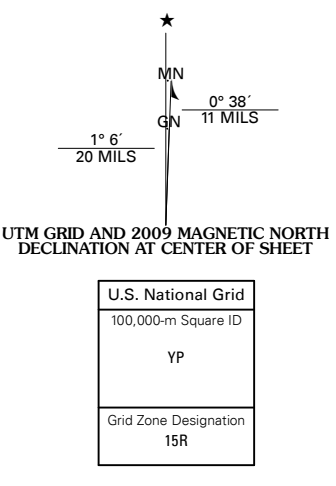 ★
MN
0° 38´
11 MILS
GN
1° 6´
20 MILS
UTM GRID AND 2009 MAGNETIC NORTH
DECLINATION AT CENTER OF SHEET
U.S. National Grid
100,000-m Square ID
YP
Grid Zone Designation
15R